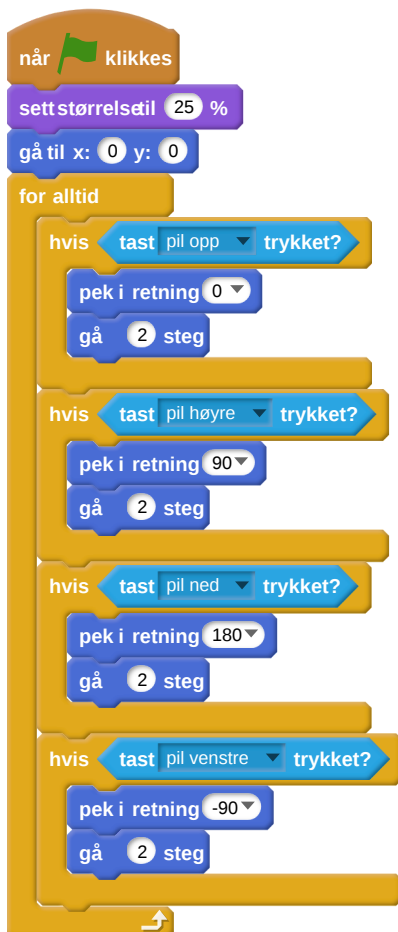 når klikkes
sett størrelse til 25 %
gå til x: 0 y: 0
for alltid
hvis tast pil opp trykket?
pek i retning 0
gå 2 steg
hvis tast pil høyre trykket?
pek i retning 90
gå 2 steg
hvis tast pil ned trykket?
pek i retning 180
gå 2 steg
hvis tast pil venstre trykket?
pek i retning -90
gå 2 steg